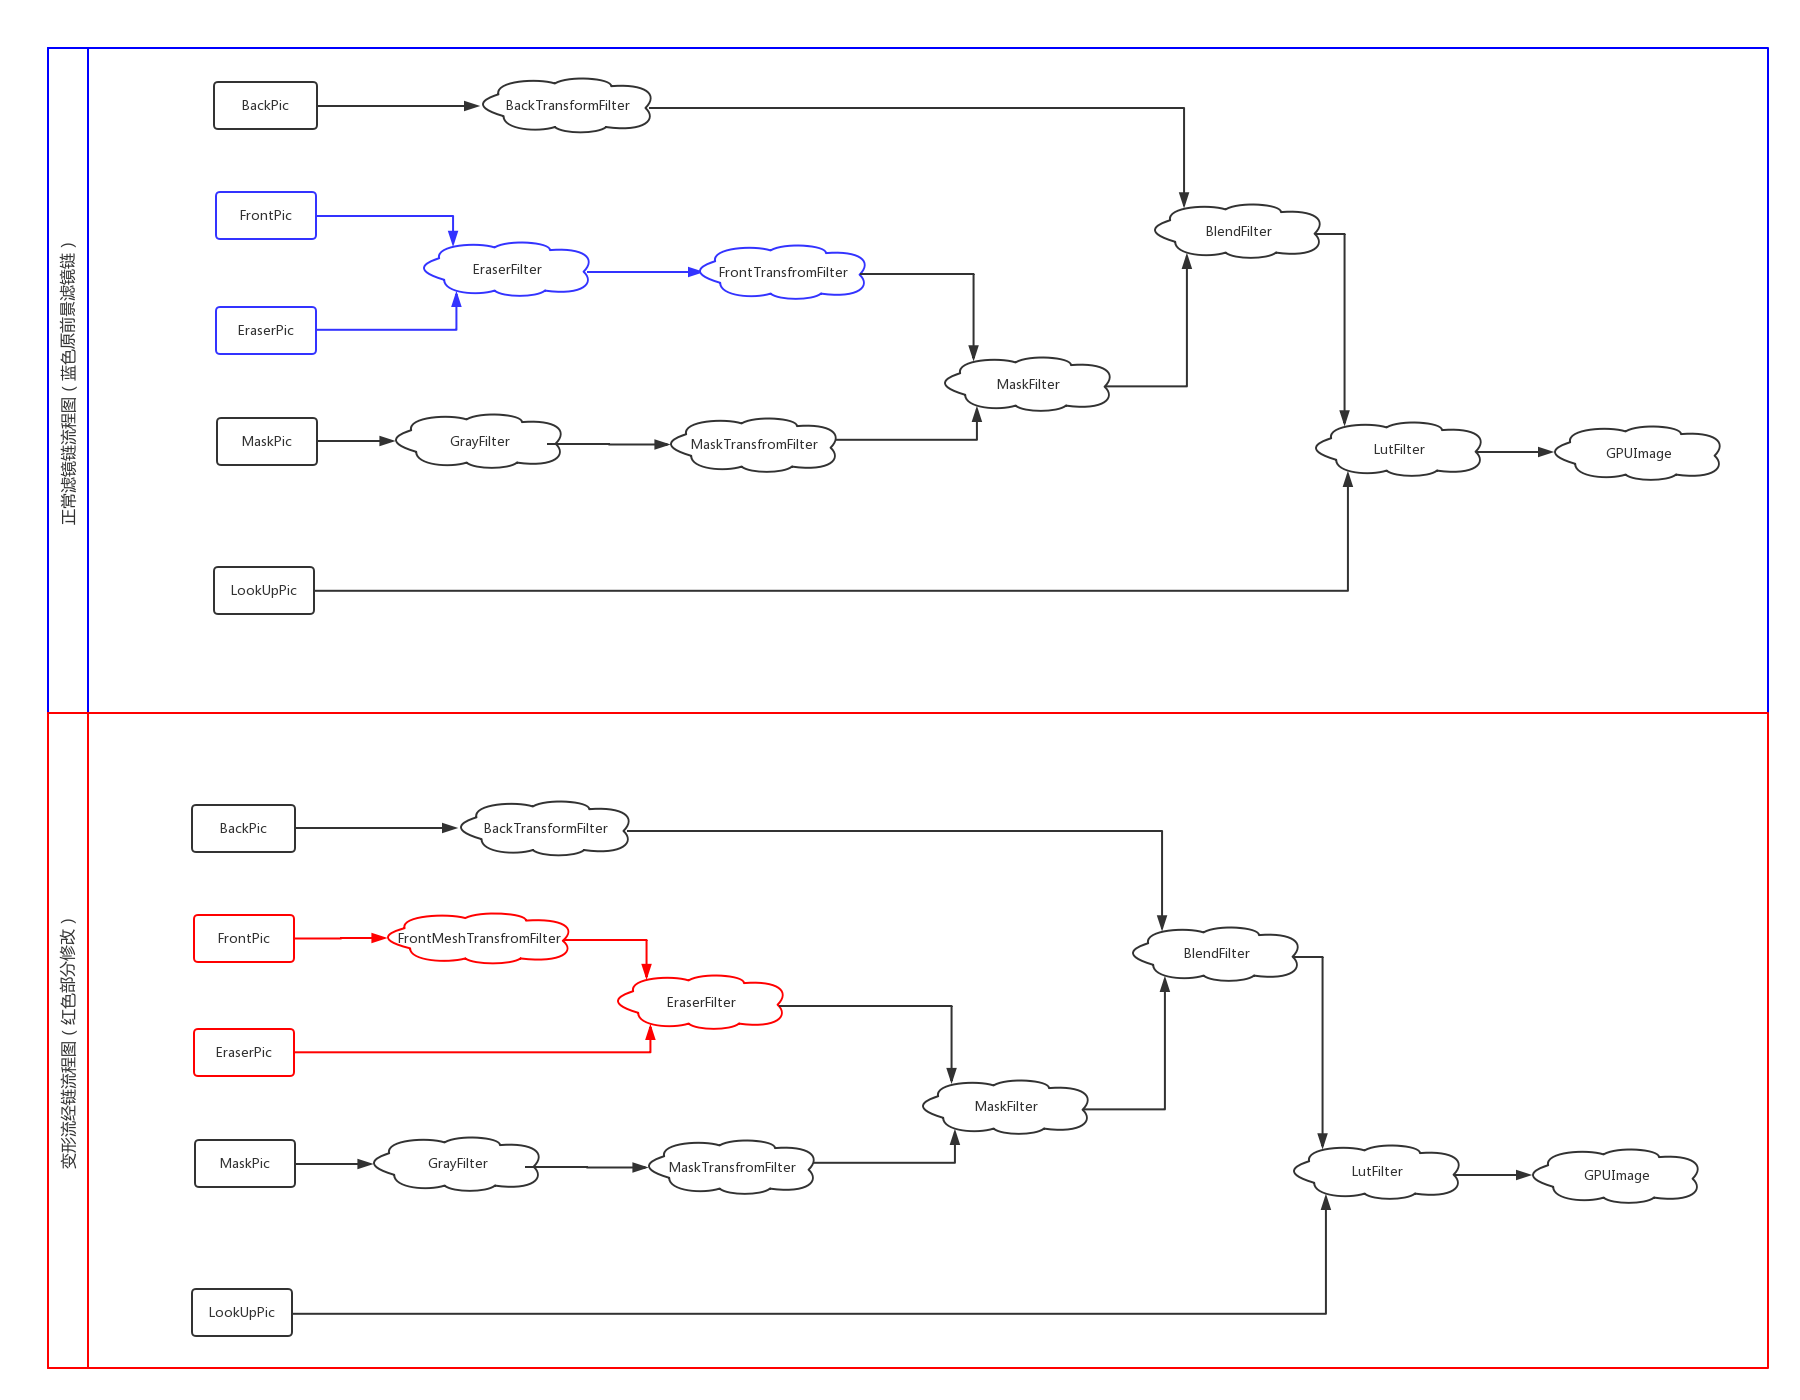 正常滤镜链流程图（蓝色原前景滤镜链）
BackPic
BackTransformFilter
FrontPic
BlendFilter
EraserFilter
FrontTransfromFilter
EraserPic
MaskFilter
MaskPic
GrayFilter
MaskTransfromFilter
LutFilter
GPUImage
LookUpPic
变形流经链流程图（红色部分修改）
BackPic
BackTransformFilter
FrontPic
FrontMeshTransfromFilter
BlendFilter
EraserFilter
EraserPic
MaskFilter
MaskPic
GrayFilter
MaskTransfromFilter
LutFilter
GPUImage
LookUpPic